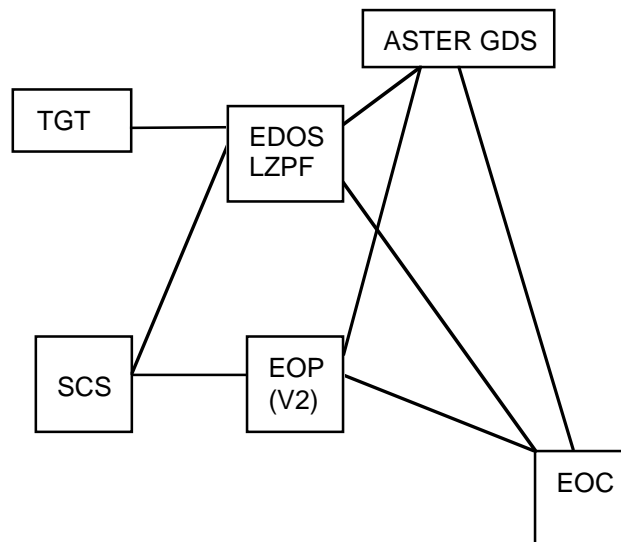 ASTER GDS
TGT
EDOS
LZPF
SCS
EOP
(V2)
EOC